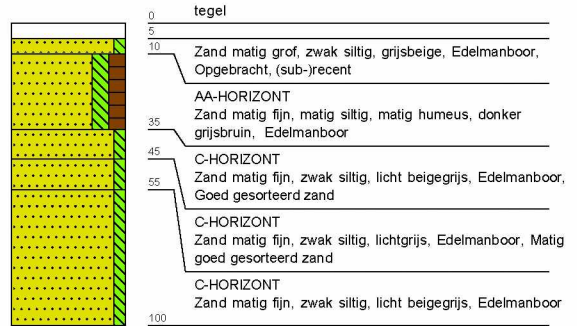 0
tegel
5
10
Zand matig grof, zwak siltig, grijsbeige, Edelmanboor,
Opgebracht, (sub-)recent
AA-HORIZONT
Zand matig fijn, matig siltig, matig humeus, donker
grijsbruin, Edelmanboor
35
C-HORIZONT
Zand matig fijn, zwak siltig, licht beigegrijs, Edelmanboor,
Goed gesorteerd zand
45
C-HORIZONT
Zand matig fijn, zwak siltig, lichtgrijs, Edelmanboor, Matig
goed gesorteerd zand
55
C-HORIZONT
Zand matig fijn, zwak siltig, licht beigegrijs, Edelmanboor
100